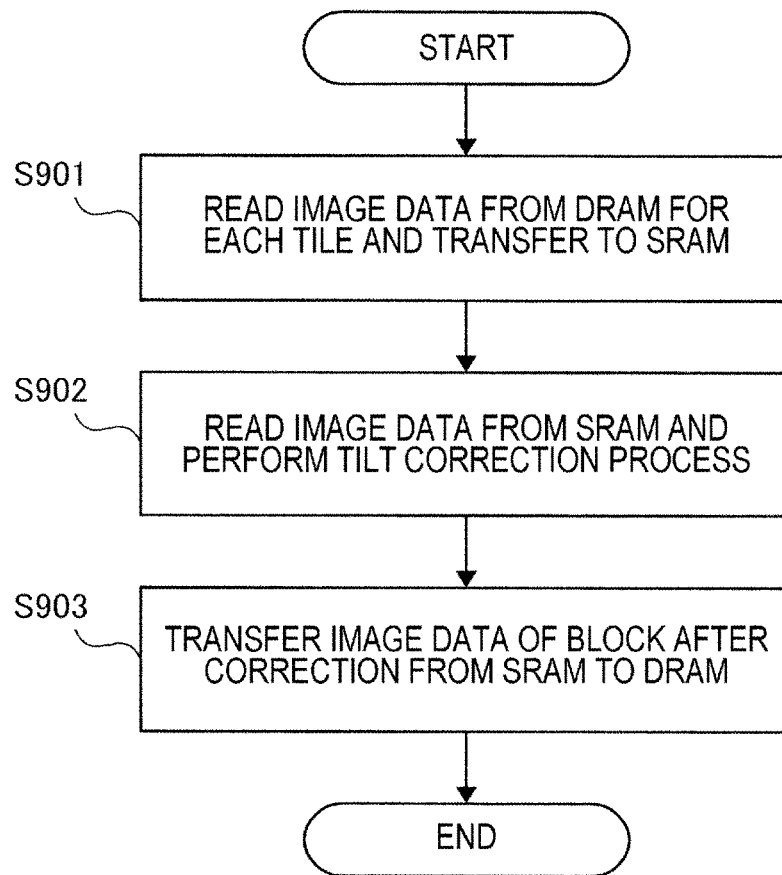 START
S901
READ IMAGE DATA FROM DRAM FOR
EACH TILE AND TRANSFER TO SRAM
S902
READ IMAGE DATA FROM SRAM AND
PERFORM TILT CORRECTION PROCESS
S903
TRANSFER IMAGE DATA OF BLOCK AFTER
CORRECTION FROM SRAM TO DRAM
END